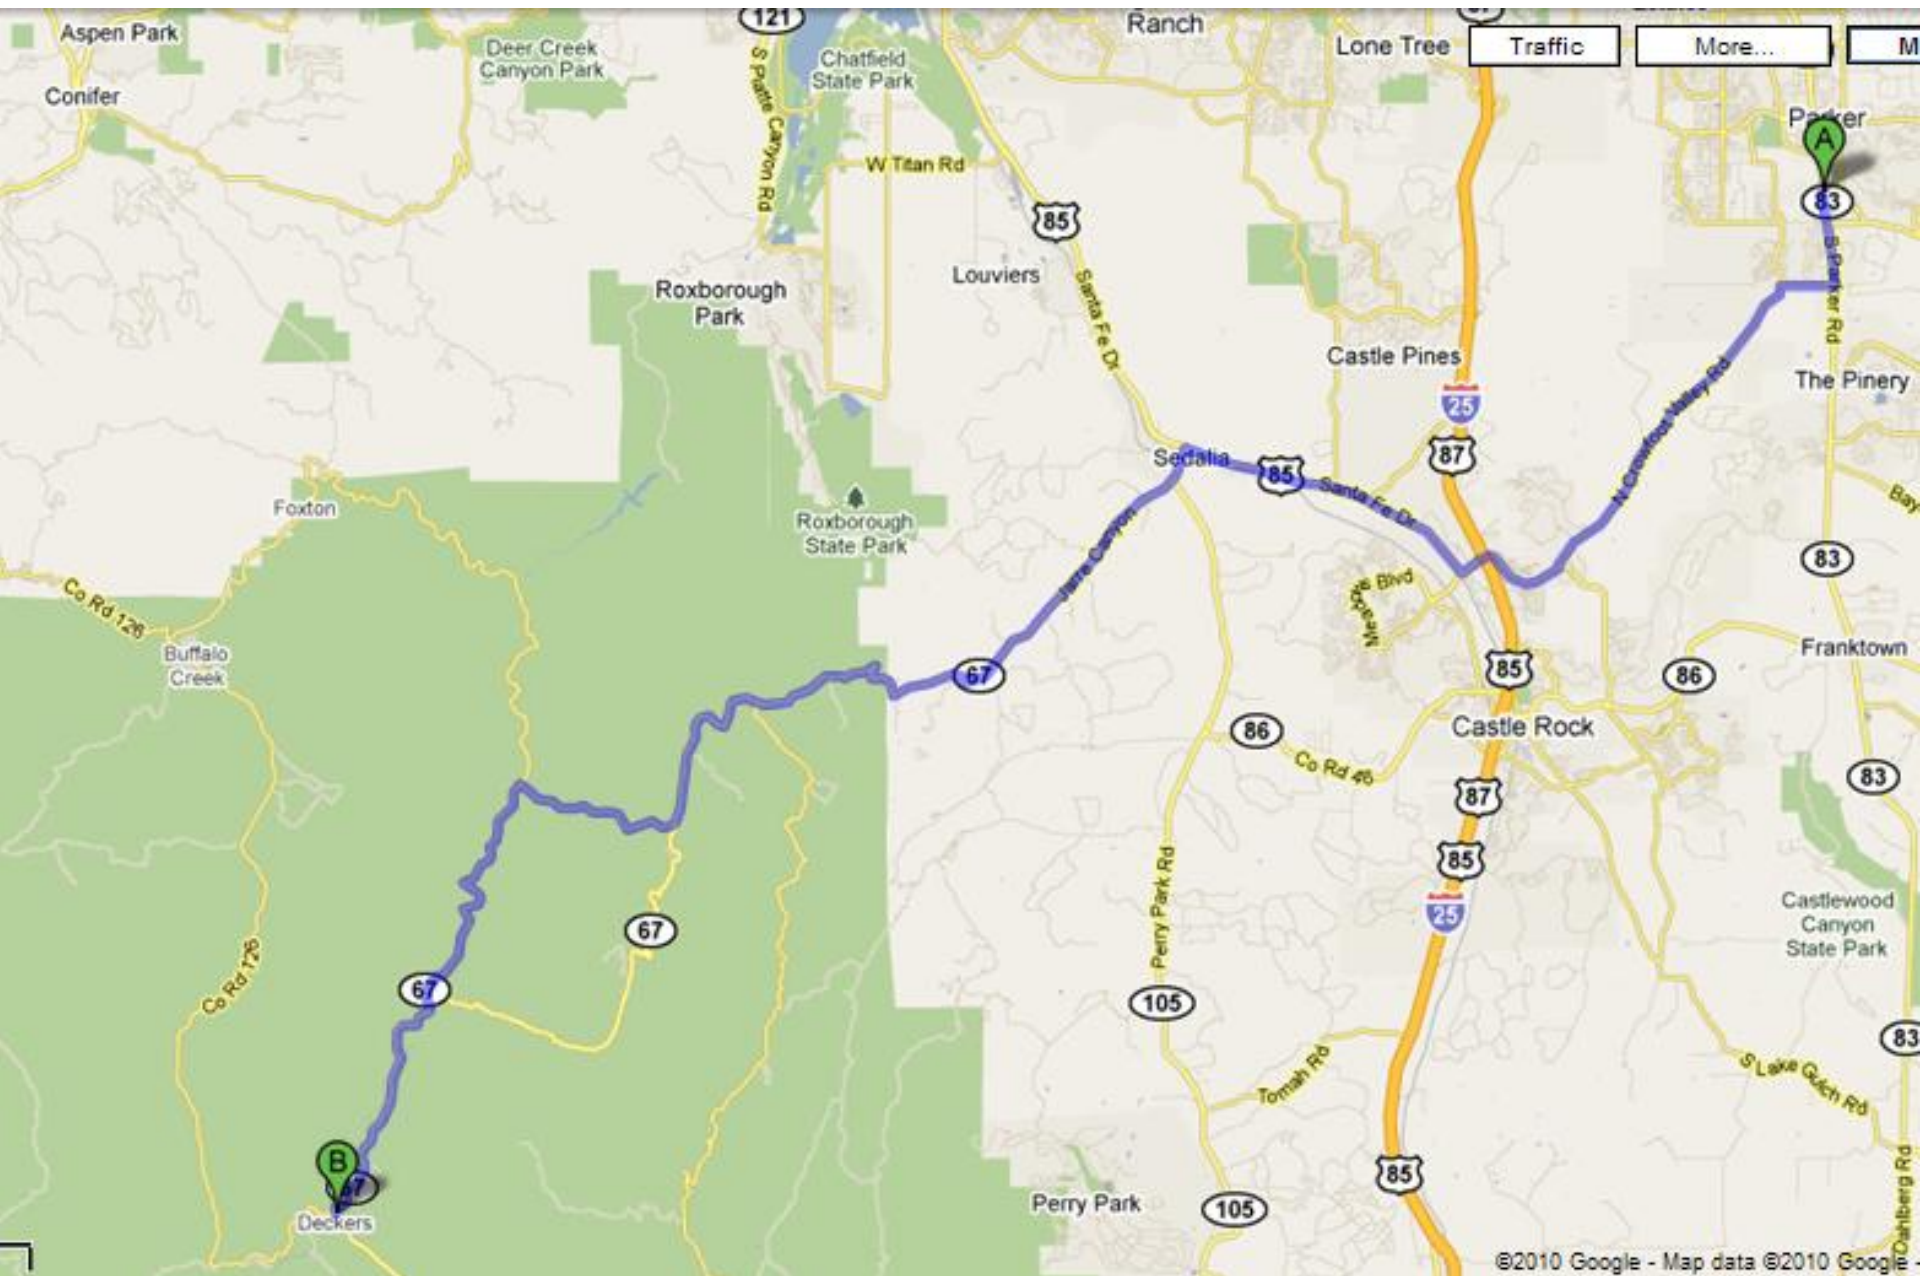 121
Ranch
Aspen Park
Deer Creek
Canyon Park
Chatfield
State Park
Lone Tree
Traffic
More...
M
Conifer
S Platte Canyon Rd
W Titan Rd
Parker
A
83
85
S Parker Rd
Louviers
Roxborough
Park
Santa Fe Dr
Castle Pines
The Pinery
25
87
N Crowfoot Valley Rd
Sedalia
85
Santa Fe Dr
Bay
Foxton
Roxborough
State Park
Jarre Canyon
83
Co Rd 126
Blvd
Franktown
Buffalo
Creek
67
85
86
86
Castle Rock
Co Rd 46
83
87
85
25
Perry Park Rd
Castlewood
Canyon
State Park
67
Co Rd 126
67
105
83
Tomah Rd
S Lake Gulch Rd
B
67
Deckers
85
Perry Park
105
Dahlberg Rd
©2010 Google - Map data ©2010 Google -